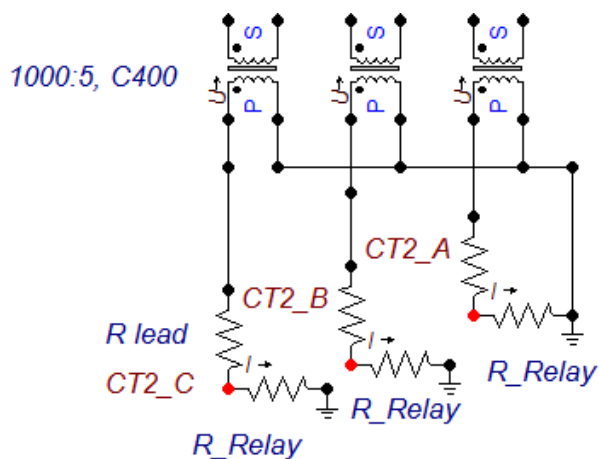 S S S
1000:5, C400
U P U P U P
CT2_A
CT2_B
I
R lead
I
R_Relay
CT2_C
I
R_Relay
R_Relay